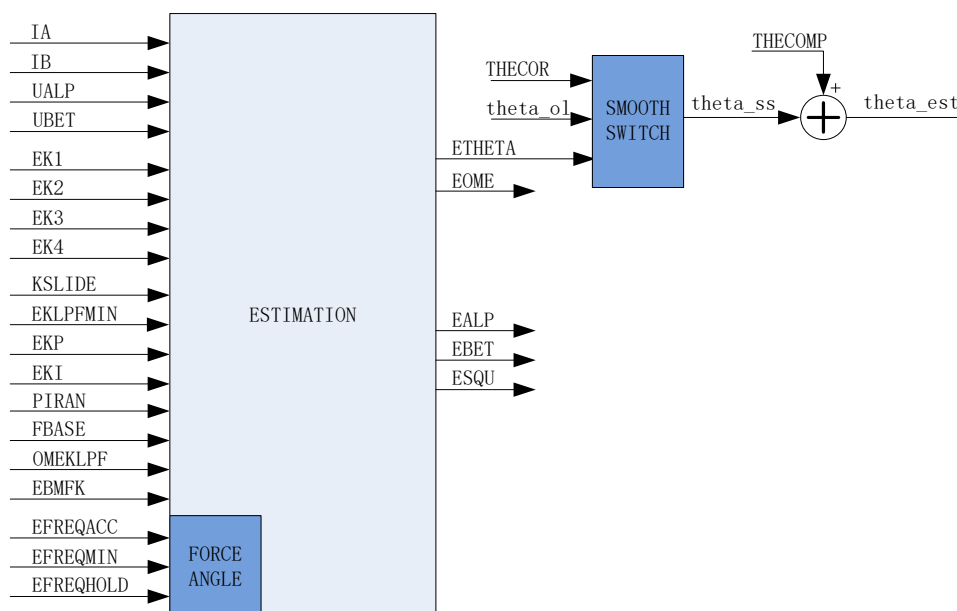 IA
IB
UALP
UBET
EK1
EK2
EK3
EK4
KSLIDE
EKLPFMIN
EKP
EKI
PIRAN
FBASE
OMEKLPF
EBMFK
EFREQACC
EFREQMIN
EFREQHOLD
FORCE
ANGLE
ESTIMATION
ETHETA
EOME
EALP
EBET
ESQU
THECOR
theta_ol
SMOOTH
SWITCH
theta_ss
THECOMP
+
theta_est